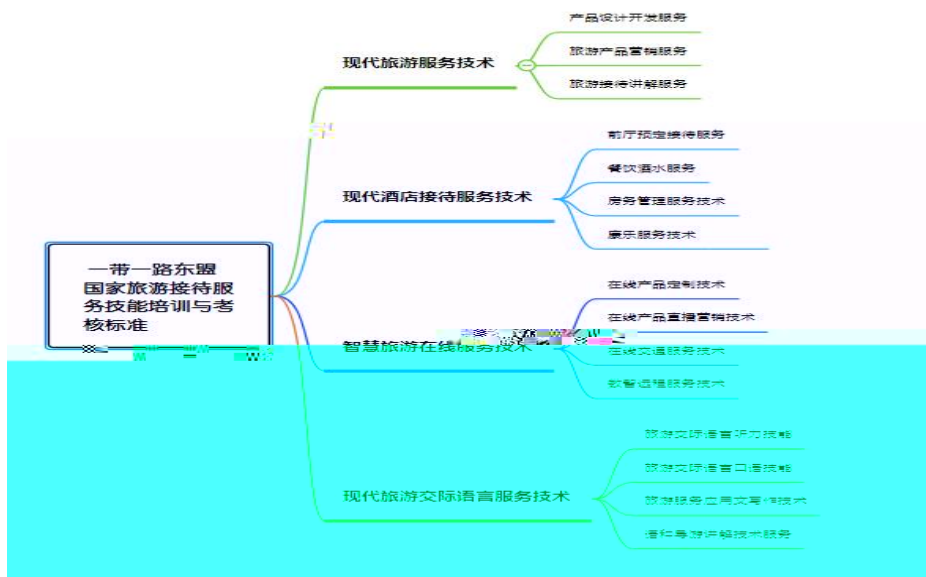 产品设计开发服务
旅游产品营销服务
旅游接待讲解服务
现代旅游服务技术
前厅预定接待服务
餐饮酒水服务
房务管理服务技术
康乐服务技术
现代酒店接待服务技术
一带一路东盟
国家旅游接待服
务技能培训与考
核标准
在线产品定制技术
在线产品直播营销技术
在线交通服务技术
数智远程服务技术
智慧旅游在线服务技术
旅游交际语言听力技能
旅游交际语言口语技能
旅游服务应用文写作技术
现代旅游交际语言服务技术